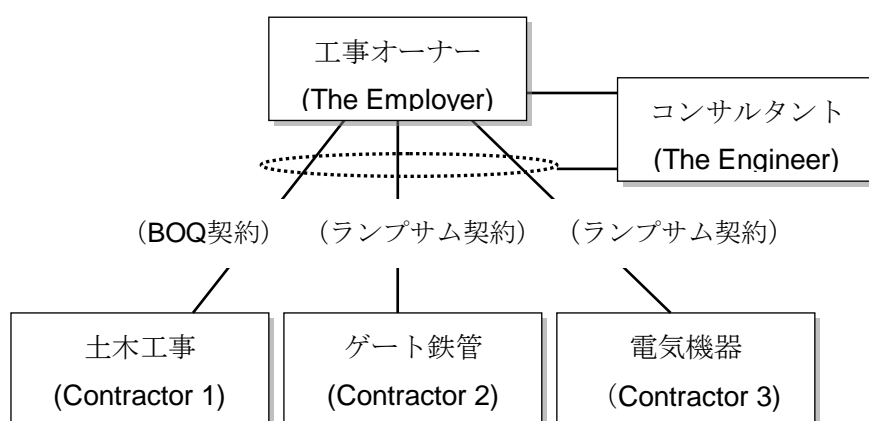 工事オーナー
(The Employer)
コンサルタント
(The Engineer)
（BOQ契約） （ランプサム契約） （ランプサム契約）
土木工事
(Contractor 1)
ゲート鉄管
(Contractor 2)
電気機器
（Contractor 3)